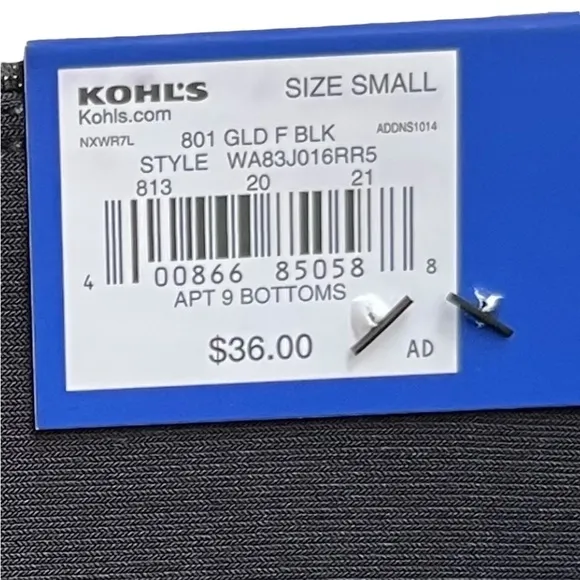 KOHL'S SIZE SMALL
Kohls.com
NXWR7L 801 GLD F BLK ADDNS1014
STYLE WA83J016RR5
813 20 21
4 00866 85058 8
APT 9 BOTTOMS
$36.00 AD